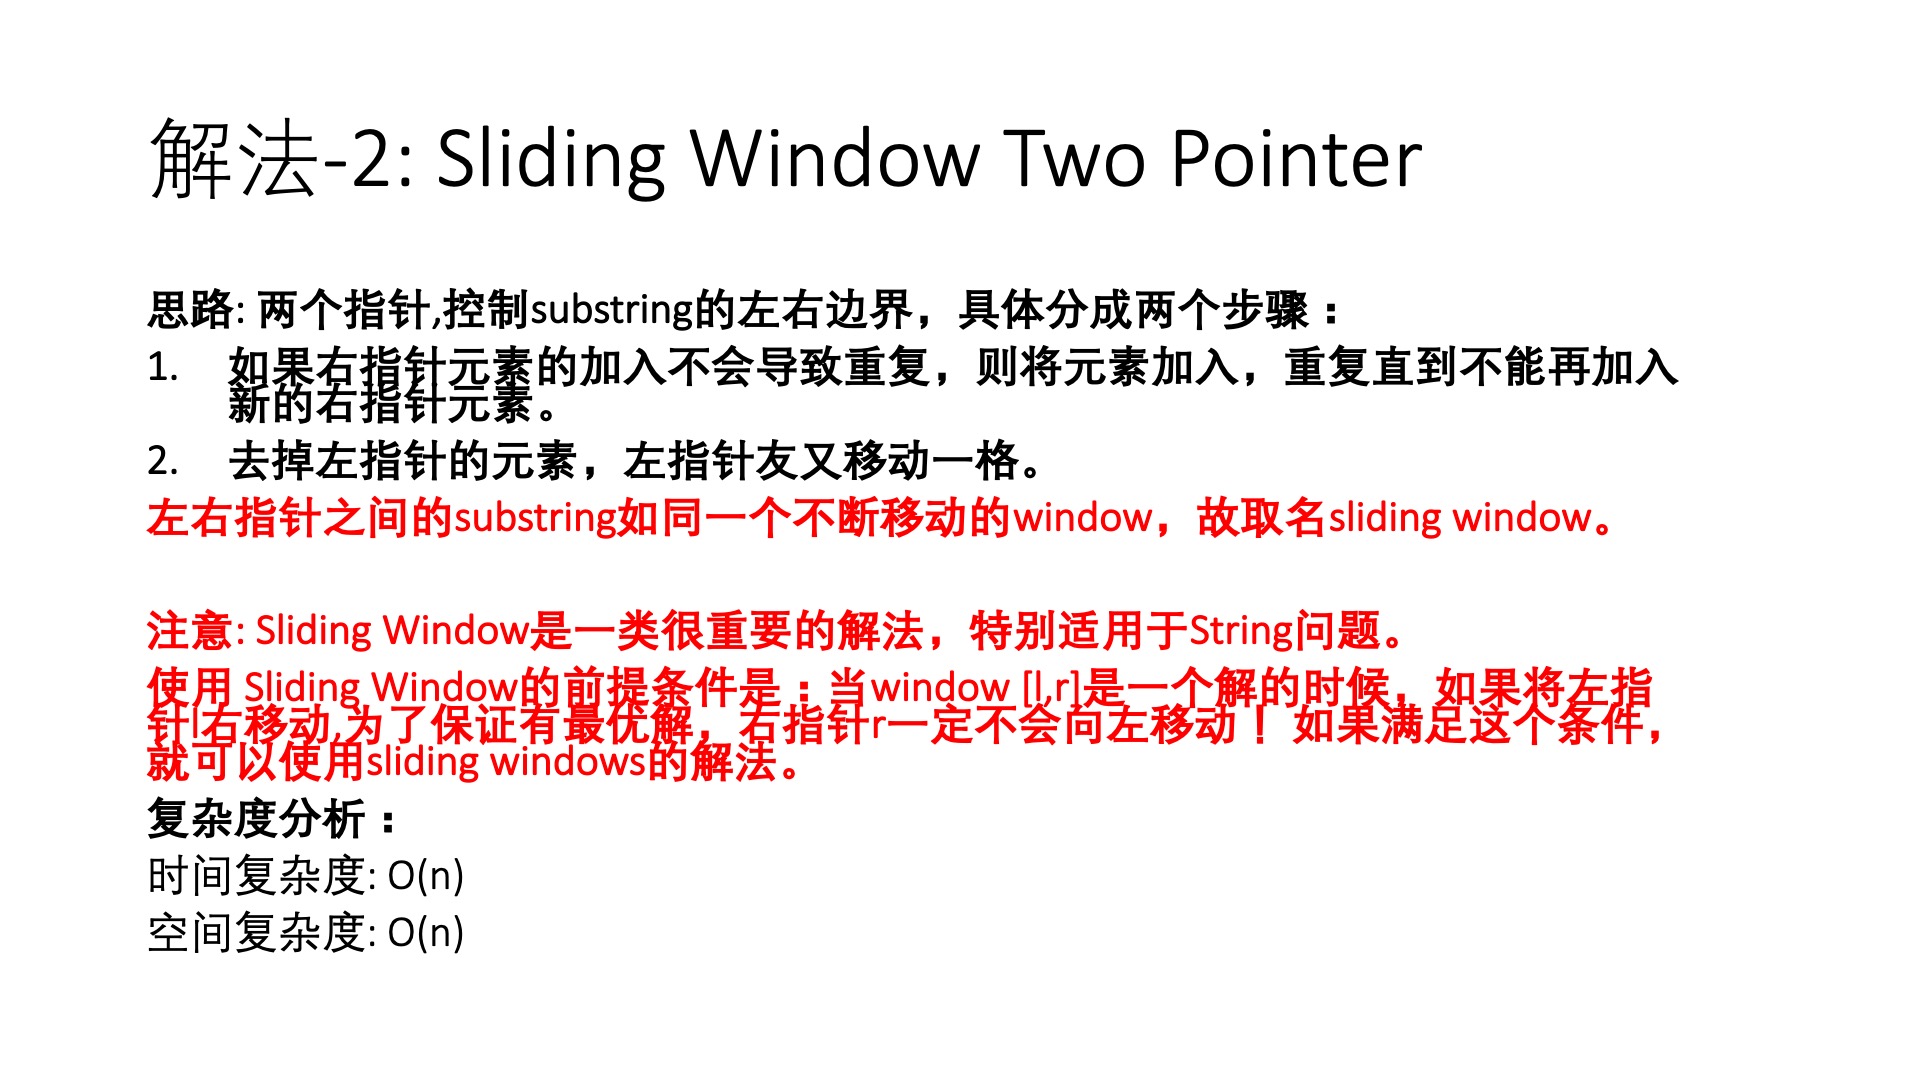 解法-2: Sliding Window Two Pointer
思路: 两个指针,控制substring的左右边界，具体分成两个步骤：
1. 如果右指针元素的加入不会导致重复，则将元素加入，重复直到不能再加入
新的右指针元素。
2. 去掉左指针的元素，左指针友又移动一格。
左右指针之间的substring如同一个不断移动的window，故取名sliding window。
注意: Sliding Window是一类很重要的解法，特别适用于String问题。
使用 Sliding Window的前提条件是：当window [l,r]是一个解的时候，如果将左指
针l右移动,为了保证有最优解，右指针r一定不会向左移动！ 如果满足这个条件，
就可以使用sliding windows的解法。
复杂度分析：
时间复杂度: O(n)
空间复杂度: O(n)